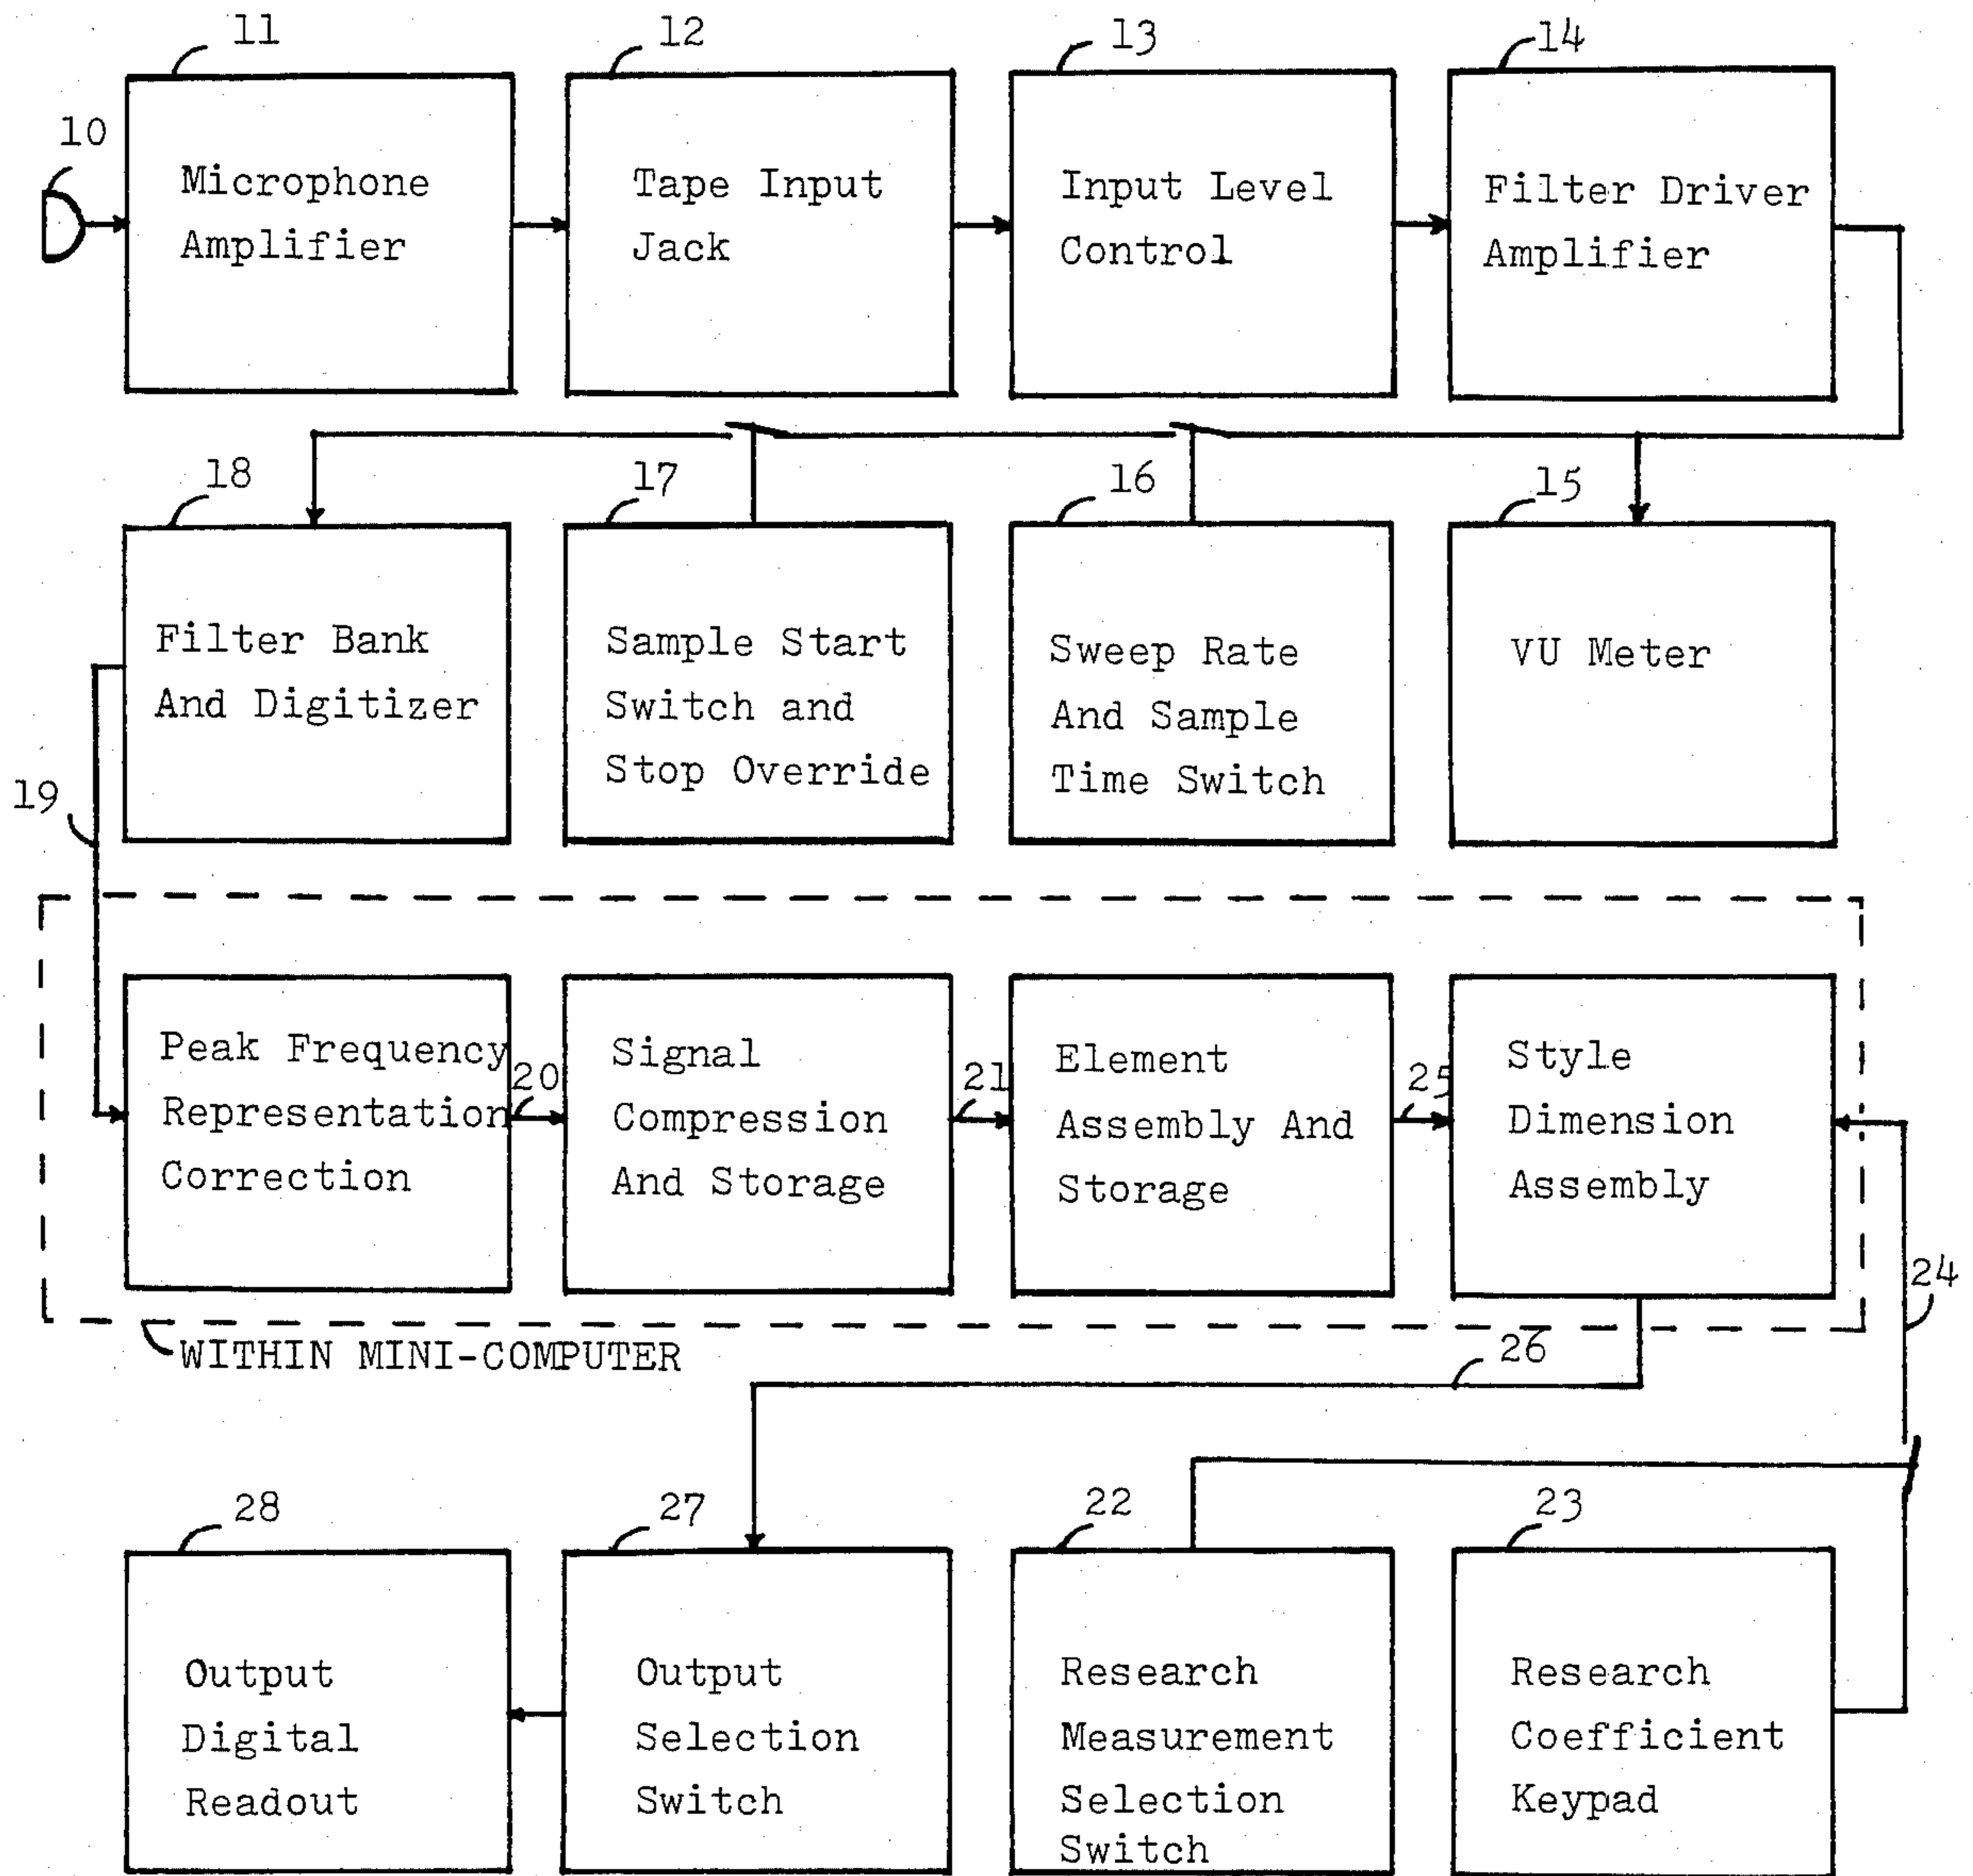 11
12
13
14
10
Microphone
Amplifier
Tape Input
Jack
Input Level
Control
Filter Driver
Amplifier
18
17
16
15
Filter Bank
And Digitizer
Sample Start
Switch and
Stop Override
Sweep Rate
And Sample
Time Switch
VU Meter
19
Peak Frequency
Representation
Correction
20
Signal
Compression
And Storage
21
Element
Assembly And
Storage
25
Style
Dimension
Assembly
24
WITHIN MINI-COMPUTER
26
28
27
22
23
Output
Digital
Readout
Output
Selection
Switch
Research
Measurement
Selection
Switch
Research
Coefficient
Keypad